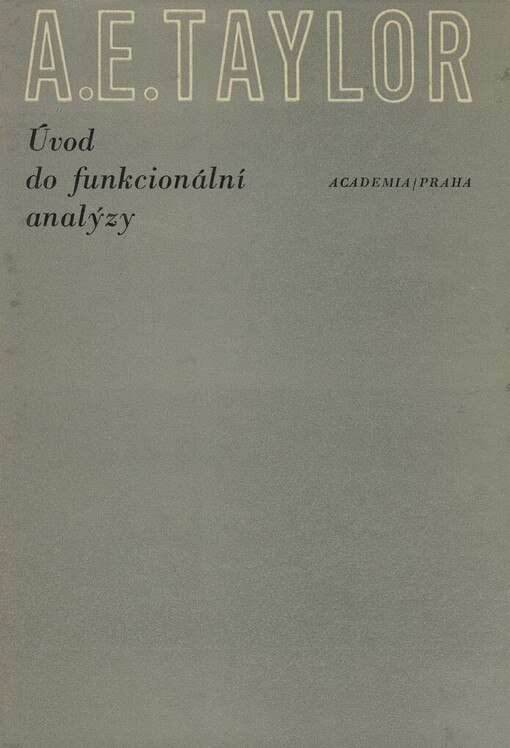 A.E.TAYLOR
Úvod
do funkcionální
analýzy
ACADEMIA/PRAHA